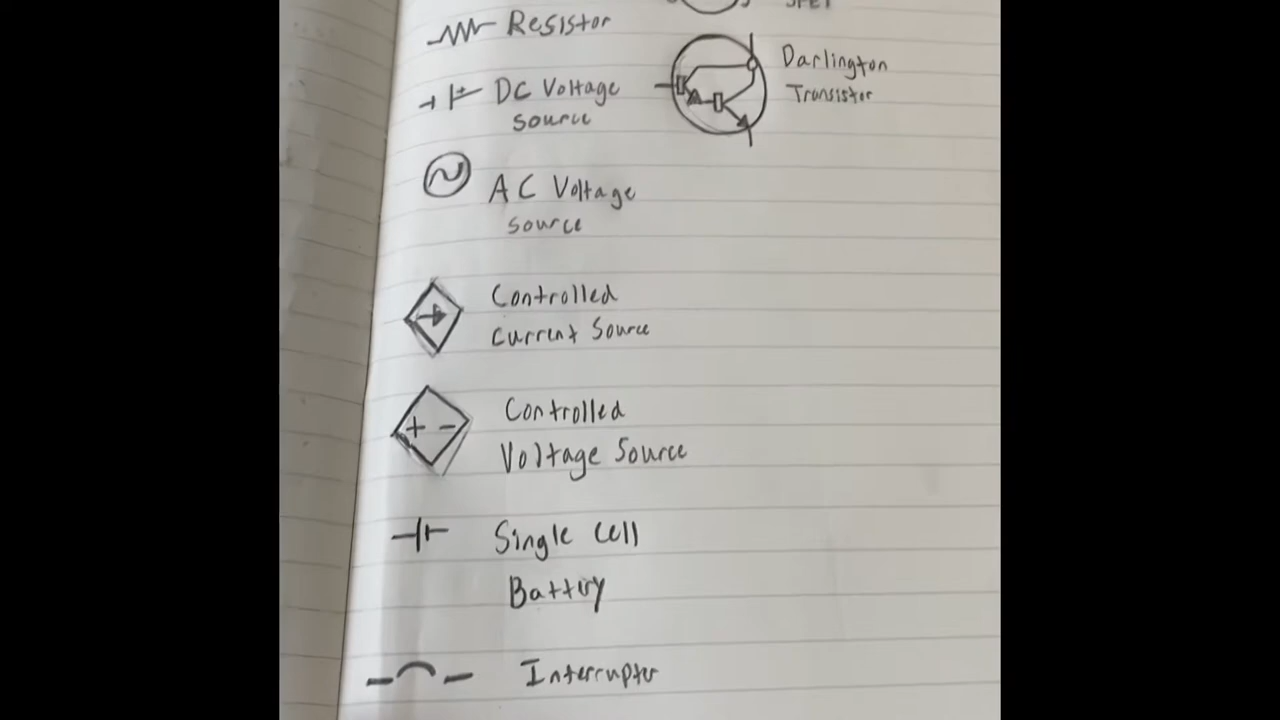 JFET
Resistor
Darlington
Transistor
DC Voltage
source
AC Voltage
source
Controlled
Current Source
Controlled
Voltage Source
Single Cell
Battery
Interrupter